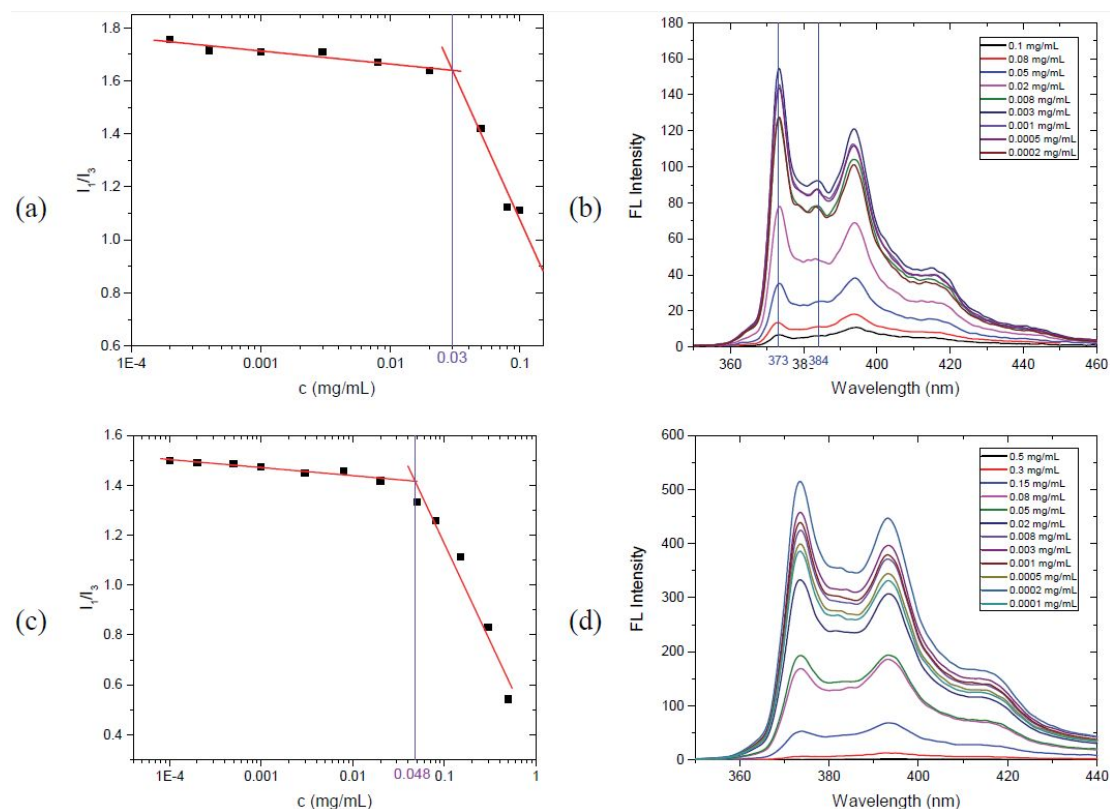 (a)
I₁/I₃
1.8
1.6
1.4
1.2
1.0
0.8
0.6
1E-4
0.001
0.01
0.03
0.1
c (mg/mL)
(b)
FL Intensity
180
160
140
120
100
80
60
40
20
0
0.1 mg/mL
0.08 mg/mL
0.05 mg/mL
0.02 mg/mL
0.008 mg/mL
0.003 mg/mL
0.001 mg/mL
0.0005 mg/mL
0.0002 mg/mL
360
373
384
400
420
440
460
Wavelength (nm)
(c)
I₁/I₃
1.6
1.4
1.2
1.0
0.8
0.6
0.4
1E-4
0.001
0.01
0.048
0.1
1
c (mg/mL)
(d)
FL Intensity
600
500
400
300
200
100
0
0.5 mg/mL
0.3 mg/mL
0.15 mg/mL
0.08 mg/mL
0.05 mg/mL
0.02 mg/mL
0.008 mg/mL
0.003 mg/mL
0.001 mg/mL
0.0005 mg/mL
0.0002 mg/mL
0.0001 mg/mL
360
380
400
420
440
Wavelength (nm)